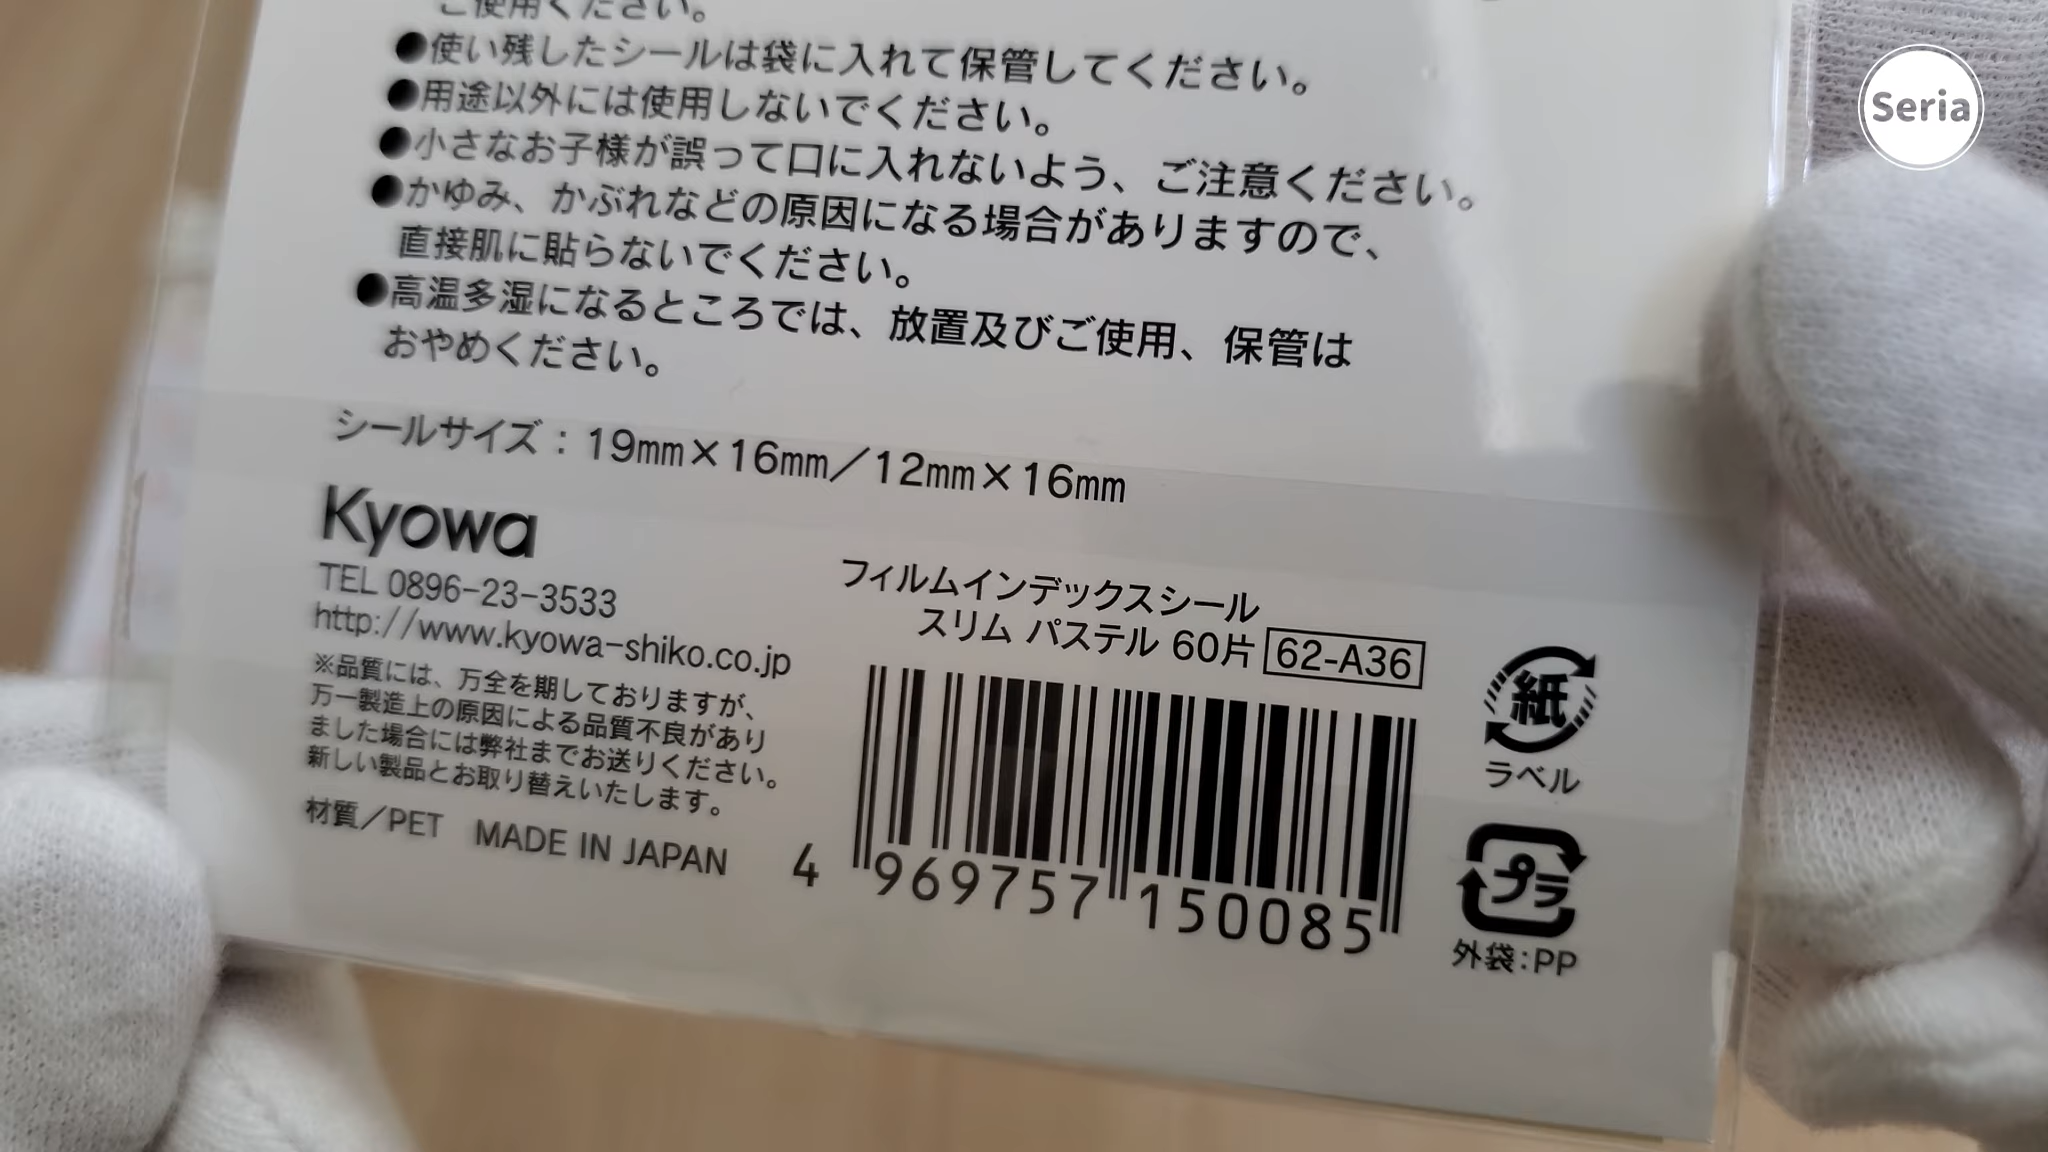 ご使用ください。
●使い残したシールは袋に入れて保管してください。
●用途以外には使用しないでください。
●小さなお子様が誤って口に入れないよう、ご注意ください。
●かゆみ、かぶれなどの原因になる場合がありますので、
直接肌に貼らないでください。
●高温多湿になるところでは、放置及びご使用、保管は
おやめください。
シールサイズ：19mm×16mm／12mm×16mm
Kyowa
TEL 0896-23-3533
http://www.kyowa-shiko.co.jp
※品質には、万全を期しておりますが、
万一製造上の原因による品質不良があり
ました場合には弊社までお送りください。
新しい製品とお取り替えいたします。
材質／PET MADE IN JAPAN
フィルムインデックスシール
スリム パステル 60片 62-A36
4 969757 150085
紙
ラベル
プラ
外袋：PP
Seria